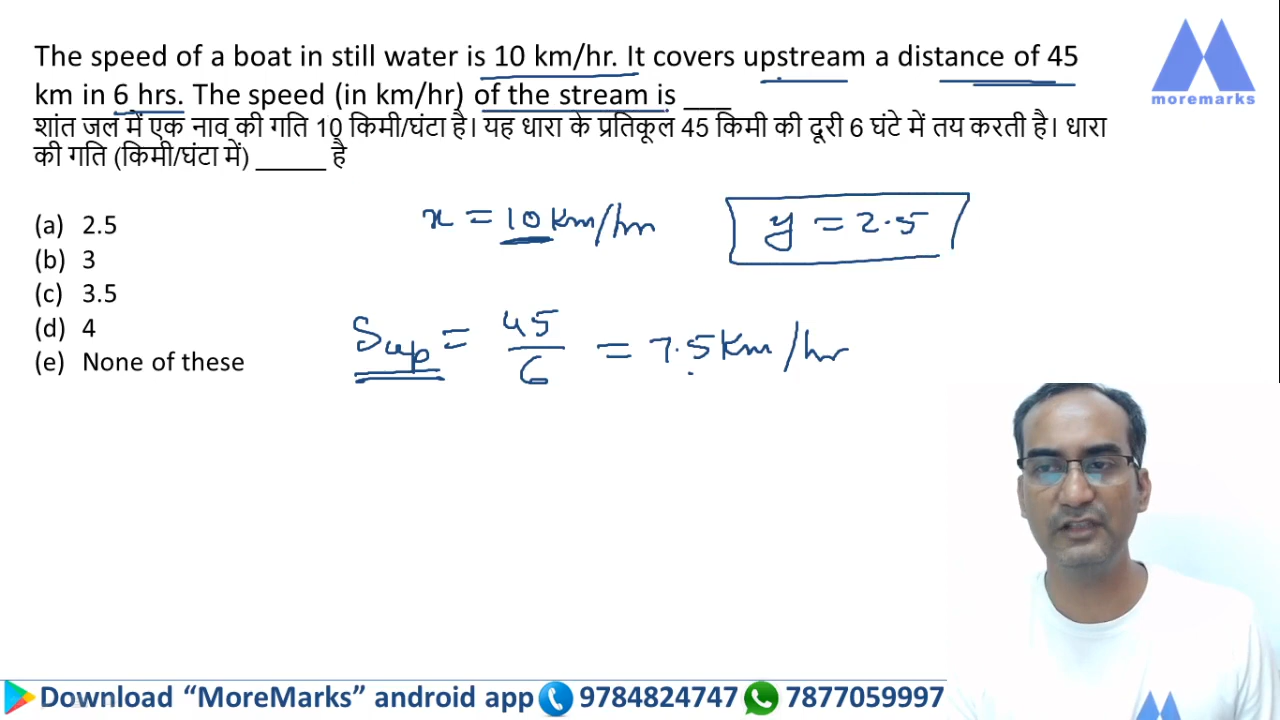 The speed of a boat in still water is 10 km/hr. It covers upstream a distance of 45
km in 6 hrs. The speed (in km/hr) of the stream is ___
moremarks
शांत जल में एक नाव की गति 10 किमी/घंटा है। यह धारा के प्रतिकूल 45 किमी की दूरी 6 घंटे में तय करती है। धारा
की गति (किमी/घंटा में) _____ है
x = 10 km/hr
y = 2.5
(a) 2.5
(b) 3
(c) 3.5
(d) 4
(e) None of these
Sup = 45/6 = 7.5 km/hr
Download “MoreMarks” android app 9784824747 7877059997